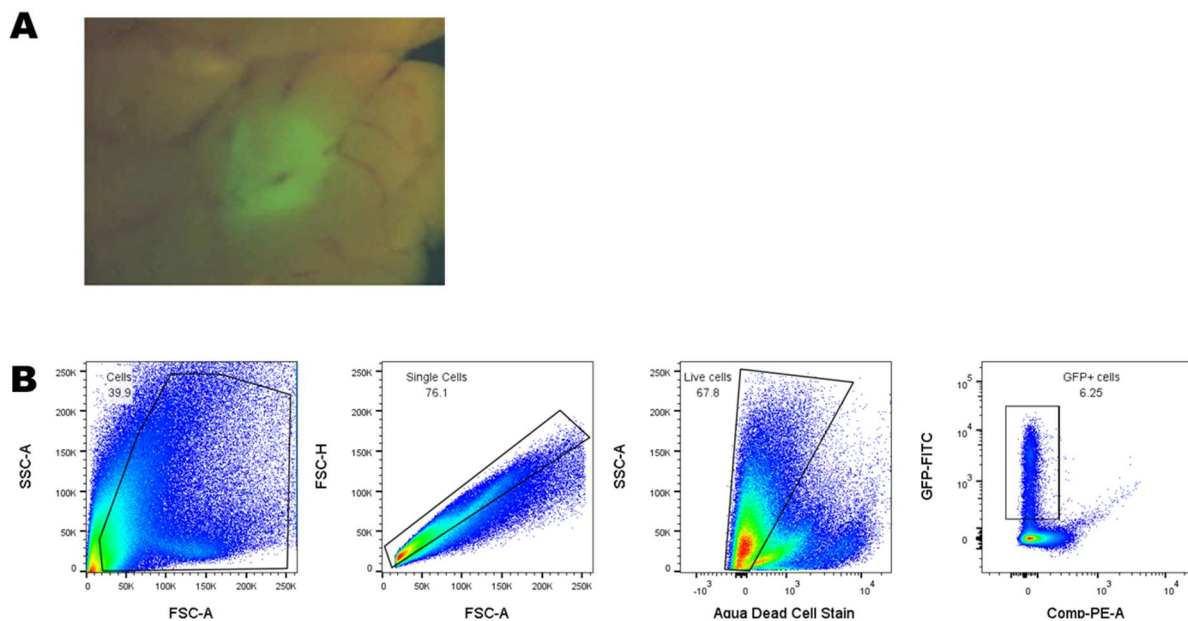 A
B
Cells
39.9
250K
200K
150K
100K
50K
0
SSC-A
0 50K 100K 150K 200K 250K
FSC-A
Single Cells
76.1
250K
200K
150K
100K
50K
0
FSC-H
0 50K 100K 150K 200K 250K
FSC-A
Live cells
67.8
250K
200K
150K
100K
50K
0
SSC-A
-10³ 0 10³ 10⁴
Aqua Dead Cell Stain
GFP+ cells
6.25
10⁵
10⁴
10³
0
GFP-FITC
0 10³ 10⁴
Comp-PE-A